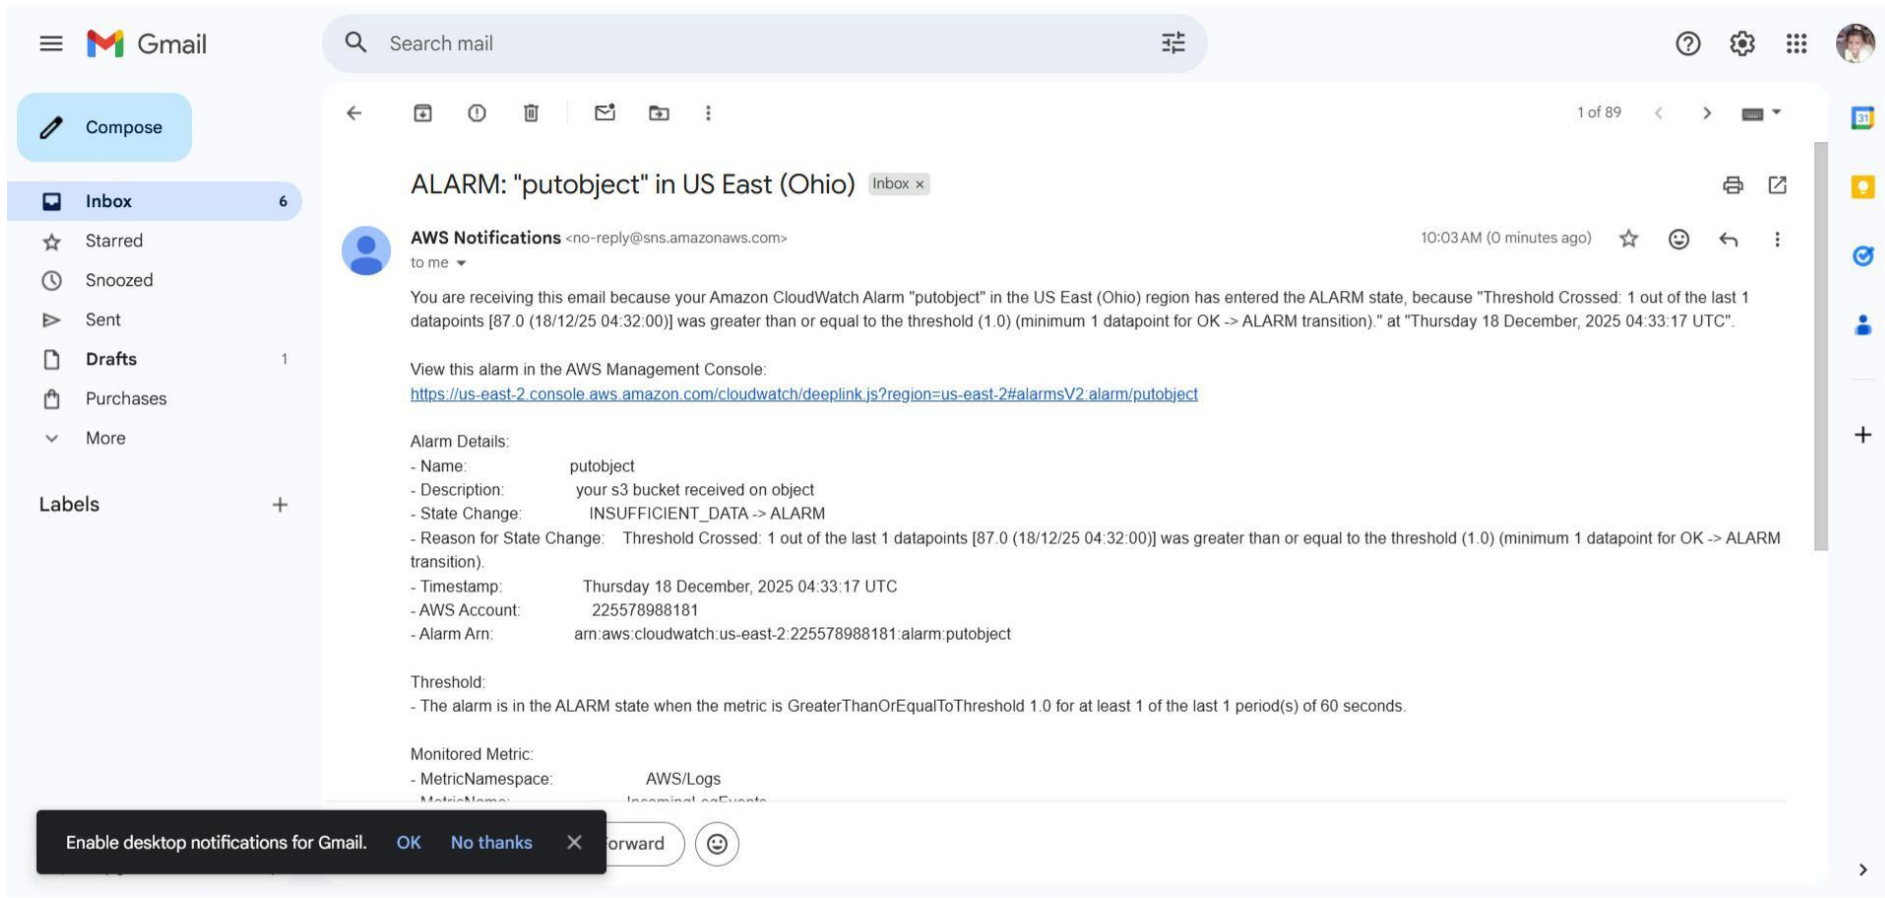 Gmail
Search mail
Compose
1 of 89
ALARM: "putobject" in US East (Ohio) Inbox ×
31
Inbox 6
Starred
Snoozed
Sent
Drafts 1
Purchases
More
Labels
AWS Notifications <no-reply@sns.amazonaws.com> 10:03 AM (0 minutes ago)
to me
You are receiving this email because your Amazon CloudWatch Alarm "putobject" in the US East (Ohio) region has entered the ALARM state, because "Threshold Crossed: 1 out of the last 1
datapoints [87.0 (18/12/25 04:32:00)] was greater than or equal to the threshold (1.0) (minimum 1 datapoint for OK -> ALARM transition)." at "Thursday 18 December, 2025 04:33:17 UTC".
View this alarm in the AWS Management Console:
https://us-east-2.console.aws.amazon.com/cloudwatch/deeplink.js?region=us-east-2#alarmsV2:alarm/putobject
Alarm Details:
- Name: putobject
- Description: your s3 bucket received on object
- State Change: INSUFFICIENT_DATA -> ALARM
- Reason for State Change: Threshold Crossed: 1 out of the last 1 datapoints [87.0 (18/12/25 04:32:00)] was greater than or equal to the threshold (1.0) (minimum 1 datapoint for OK -> ALARM
transition).
- Timestamp: Thursday 18 December, 2025 04:33:17 UTC
- AWS Account: 225578988181
- Alarm Arn: arn:aws:cloudwatch:us-east-2:225578988181:alarm:putobject
Threshold:
- The alarm is in the ALARM state when the metric is GreaterThanOrEqualToThreshold 1.0 for at least 1 of the last 1 period(s) of 60 seconds.
Monitored Metric:
- MetricNamespace: AWS/Logs
- MetricName: IncomingLogEvents
Enable desktop notifications for Gmail. OK No thanks
orward